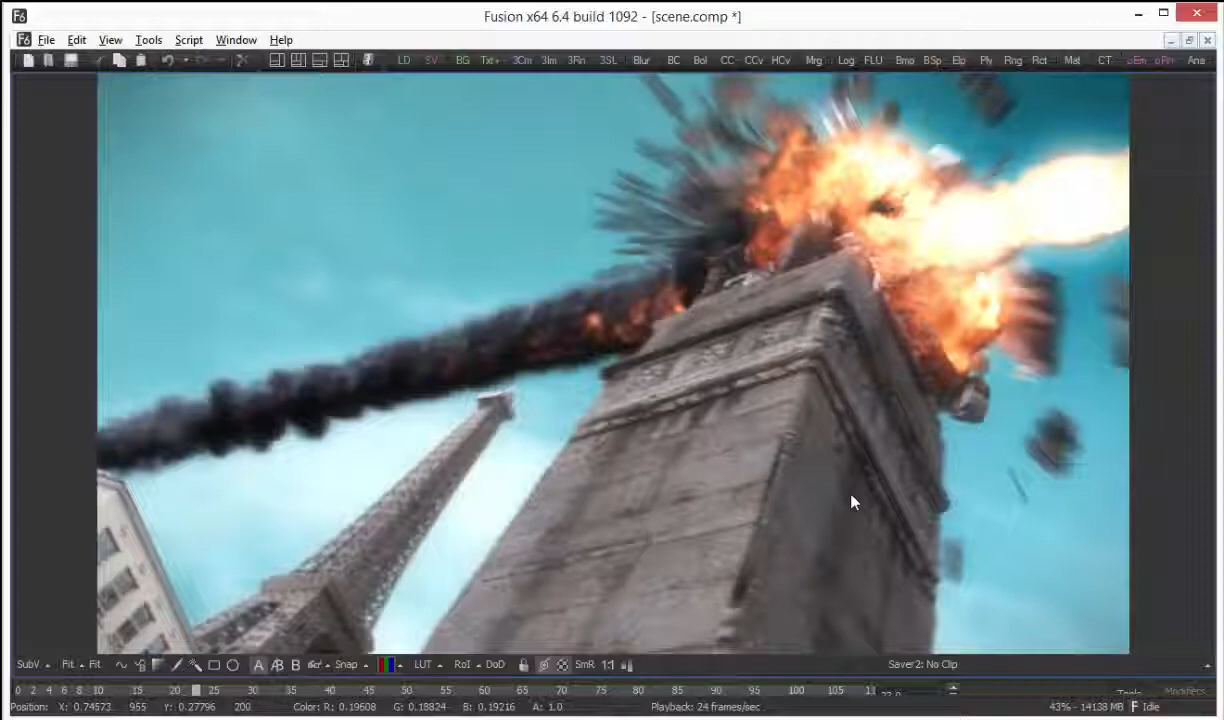 Fusion x64 6.4 build 1092 - [scene.comp *]
File Edit View Tools Script Window Help
LD SV BG Txt+ 3Cm 3Im 3Rn 3SL Blur BC Bol CC CCv HCv Mrg Log FLU Bmo BSp Elp Ply Rng Rct Mat CT pEm pRn Ana
SubV Fit Fit A A/B B Snap LUT RoI DoD SmR 1:1 Saver2: No Clip
0 2 4 6 8 10 15 20 25 30 35 40 45 50 55 60 65 70 75 80 85 90 95 100 105 Tools Modifiers
Position: X: 0.74573 955 Y: 0.27796 200 Color: R: 0.19608 G: 0.18824 B: 0.19216 A: 1.0 Playback: 24 frames/sec 43% - 14138 MB Idle